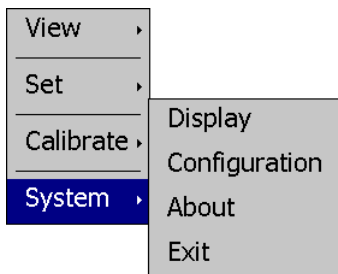 View
Set
Calibrate
System
Display
Configuration
About
Exit